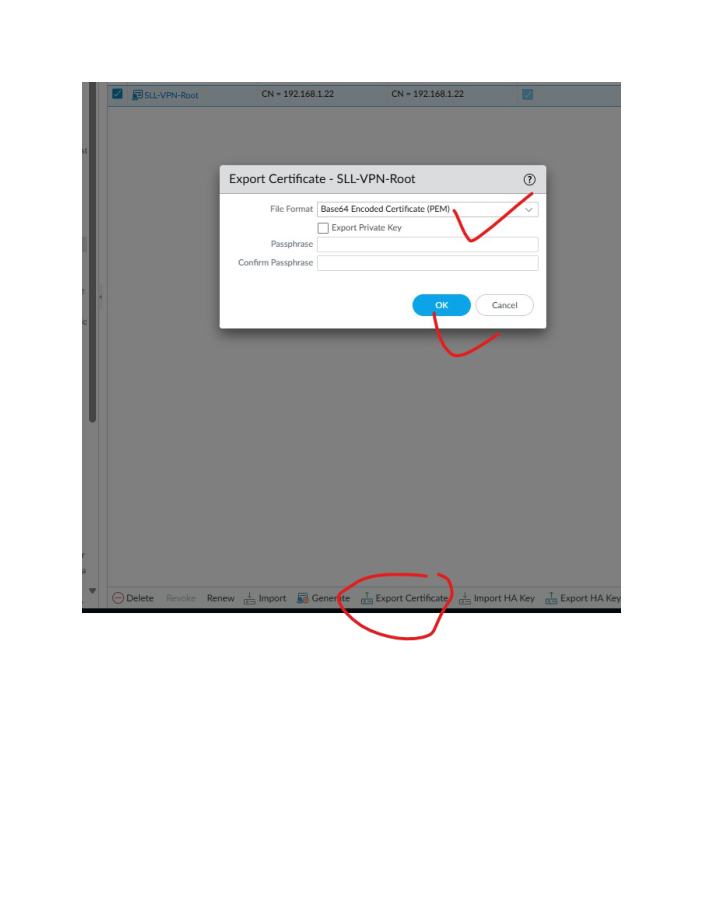 SLL-VPN-Root CN = 192.168.1.22 CN = 192.168.1.22
Export Certificate - SLL-VPN-Root
File Format Base64 Encoded Certificate (PEM)
Export Private Key
Passphrase
Confirm Passphrase
OK Cancel
Delete Revoke Renew Import Generate Export Certificate Import HA Key Export HA Key